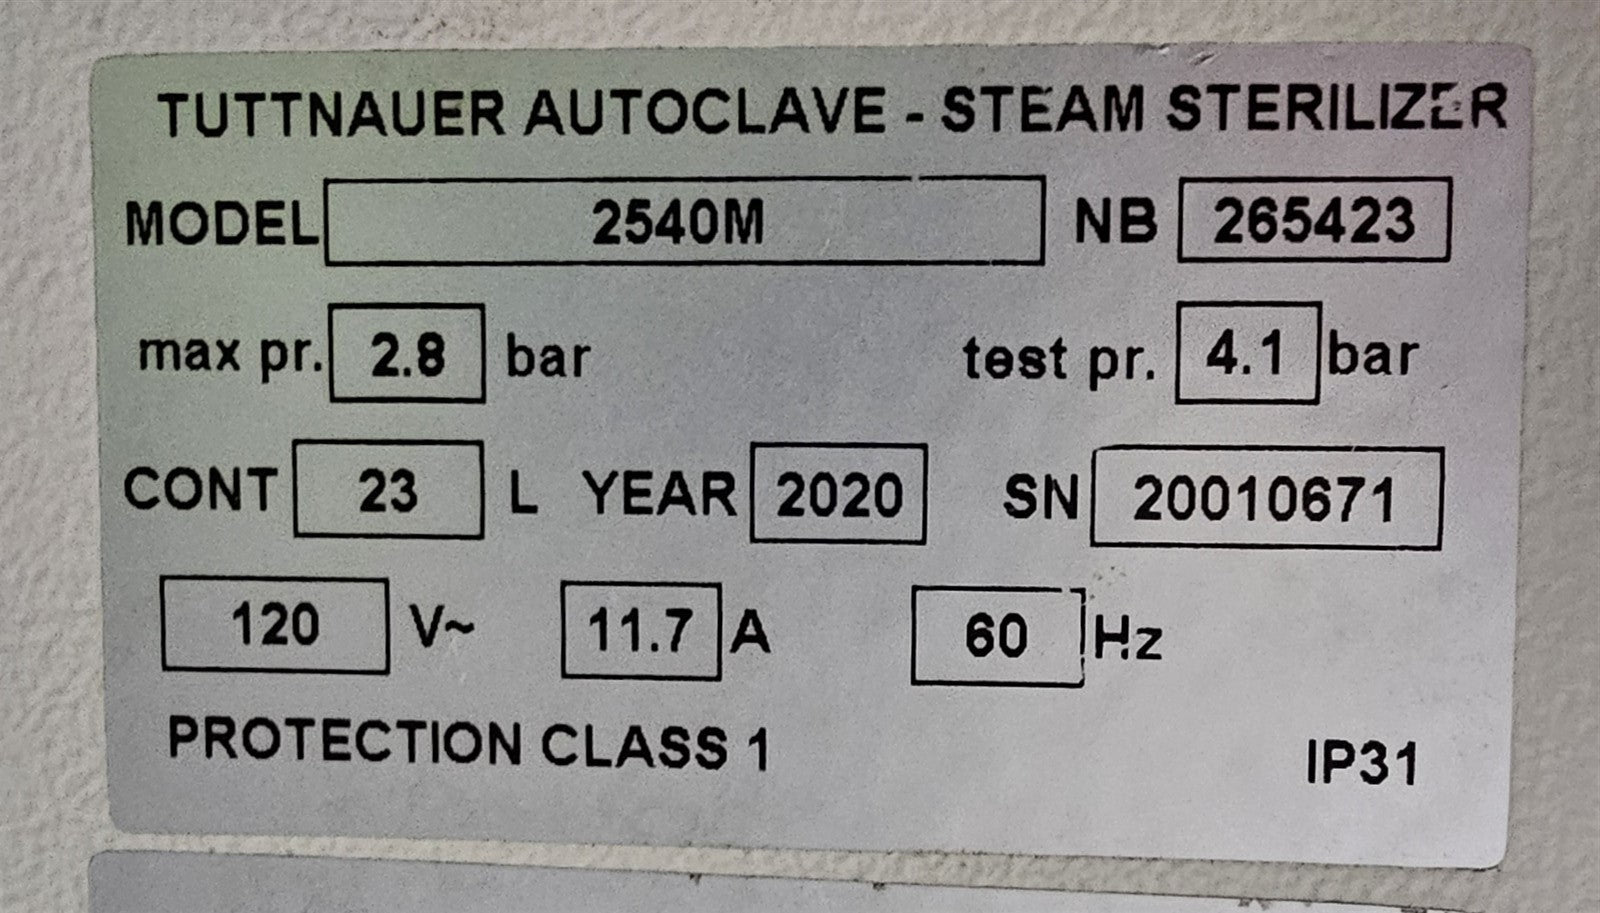 TUTTNAUER AUTOCLAVE - STEAM STERILIZER
MODEL 2540M NB 265423
max pr. 2.8 bar test pr. 4.1 bar
CONT 23 L YEAR 2020 SN 20010671
120 V~ 11.7 A 60 Hz
PROTECTION CLASS 1 IP31